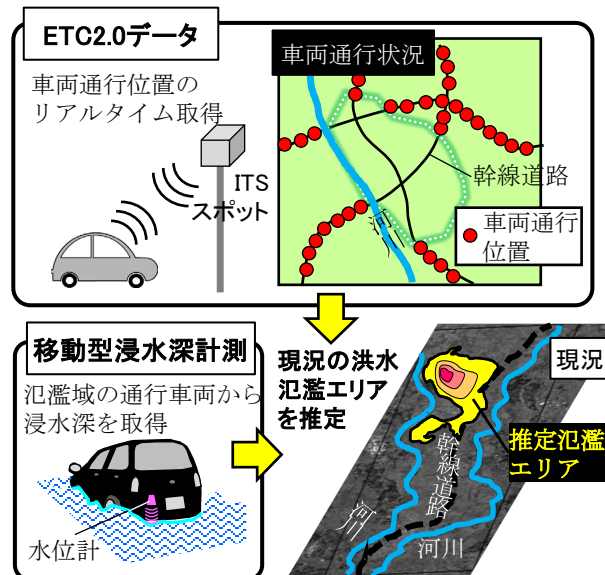 ETC2.0データ
車両通行位置の
リアルタイム取得
ITS
スポット
車両通行状況
幹線道路
河川
車両通行
位置
移動型浸水深計測
氾濫域の通行車両から
浸水深を取得
水位計
現況の洪水
氾濫エリア
を推定
現況
推定氾濫
エリア
幹線道路
河川
河川